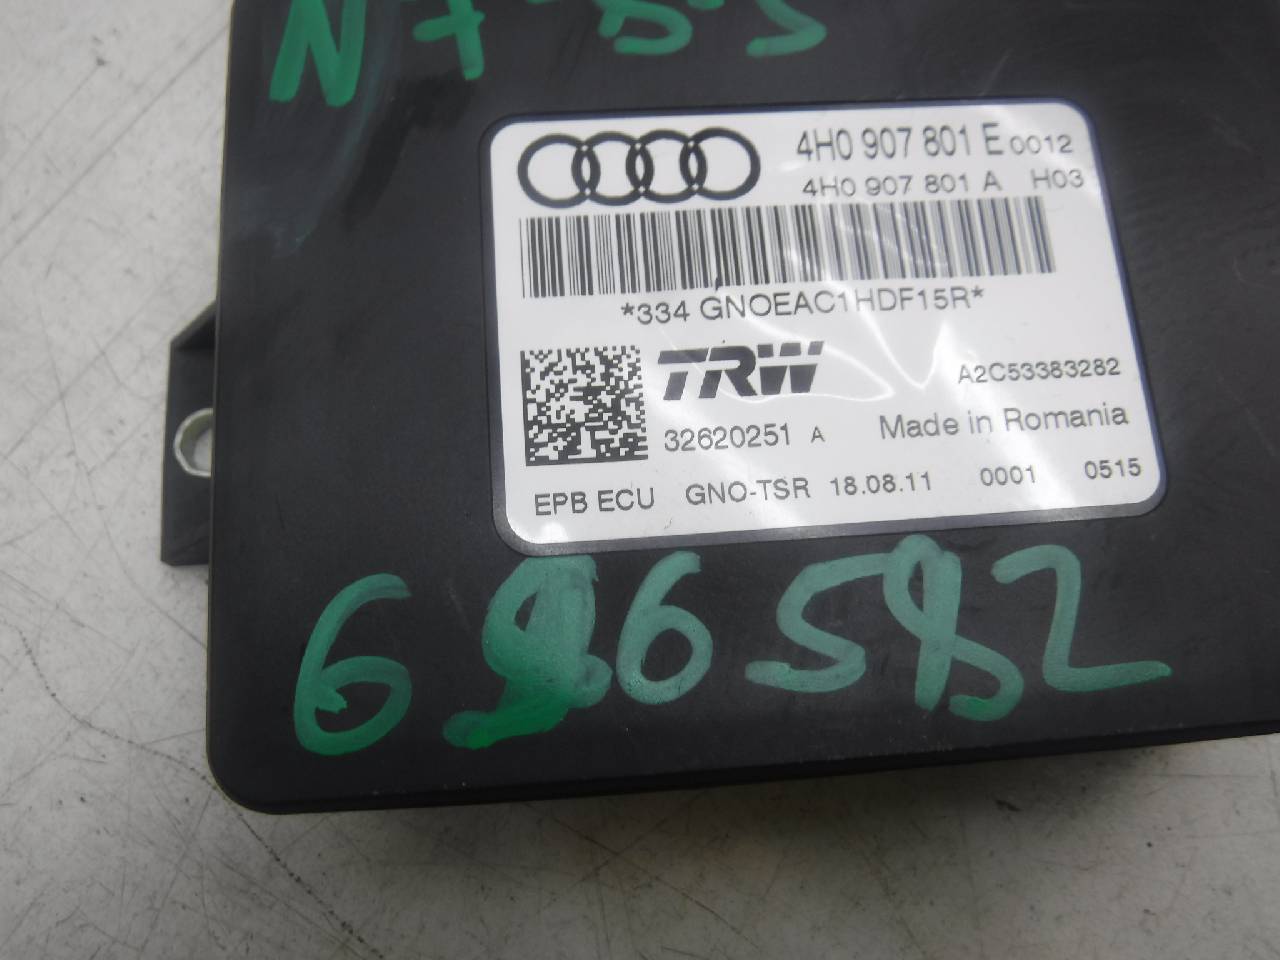 4H0 907 801 E 0012
4H0 907 801 A H03
*334 GNOEAC1HDF15R*
TRW
A2C53383282
32620251 A Made in Romania
EPB ECU GNO-TSR 18.08.11 0001 0515